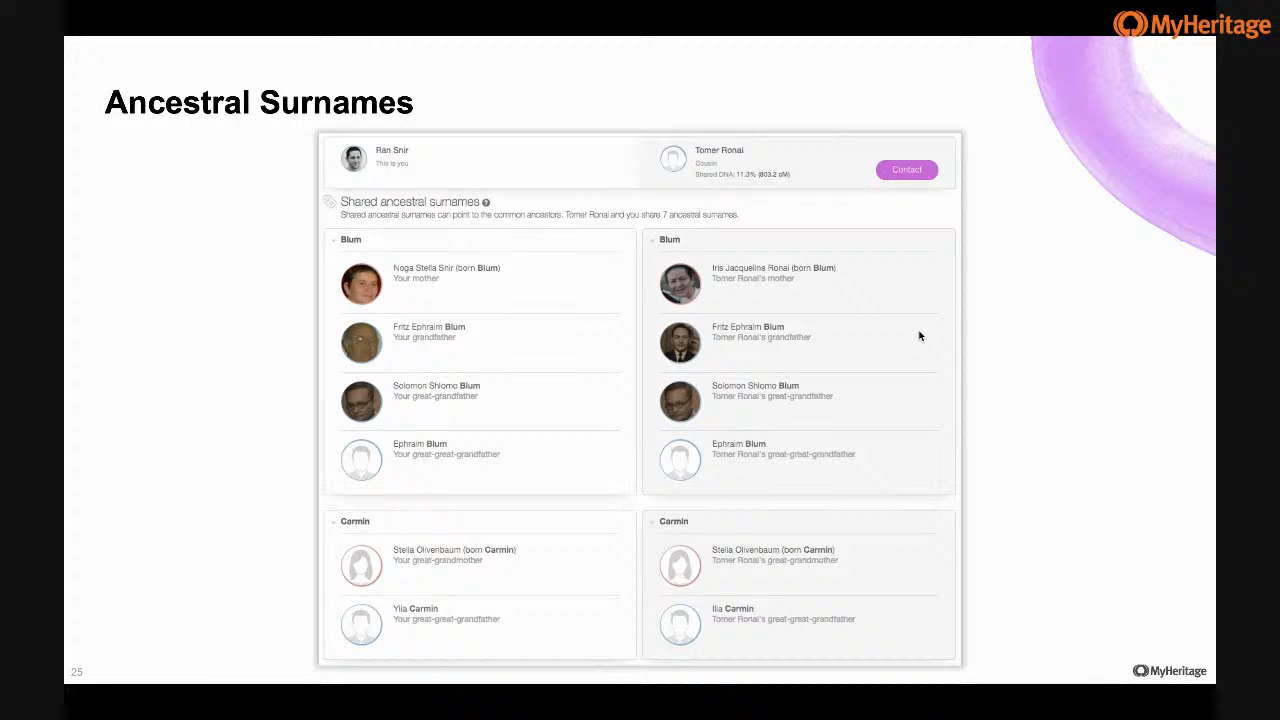 MyHeritage
Ancestral Surnames
Ran Snir
This is you
Tomer Ronai
Cousin
Shared DNA: 11.3% (803.2 cM)
Contact
Shared ancestral surnames ?
Shared ancestral surnames can point to the common ancestors. Tomer Ronai and you share 7 ancestral surnames.
Blum
Noga Stella Snir (born Blum)
Your mother
Fritz Ephraim Blum
Your grandfather
Solomon Shlomo Blum
Your great-grandfather
Ephraim Blum
Your great-great-grandfather
Blum
Iris Jacqueline Ronai (born Blum)
Tomer Ronai's mother
Fritz Ephraim Blum
Tomer Ronai's grandfather
Solomon Shlomo Blum
Tomer Ronai's great-grandfather
Ephraim Blum
Tomer Ronai's great-great-grandfather
Carmin
Stella Olivenbaum (born Carmin)
Your great-grandmother
Ylia Carmin
Your great-great-grandfather
Carmin
Stella Olivenbaum (born Carmin)
Tomer Ronai's great-grandmother
Ilia Carmin
Tomer Ronai's great-great-grandfather
25
MyHeritage